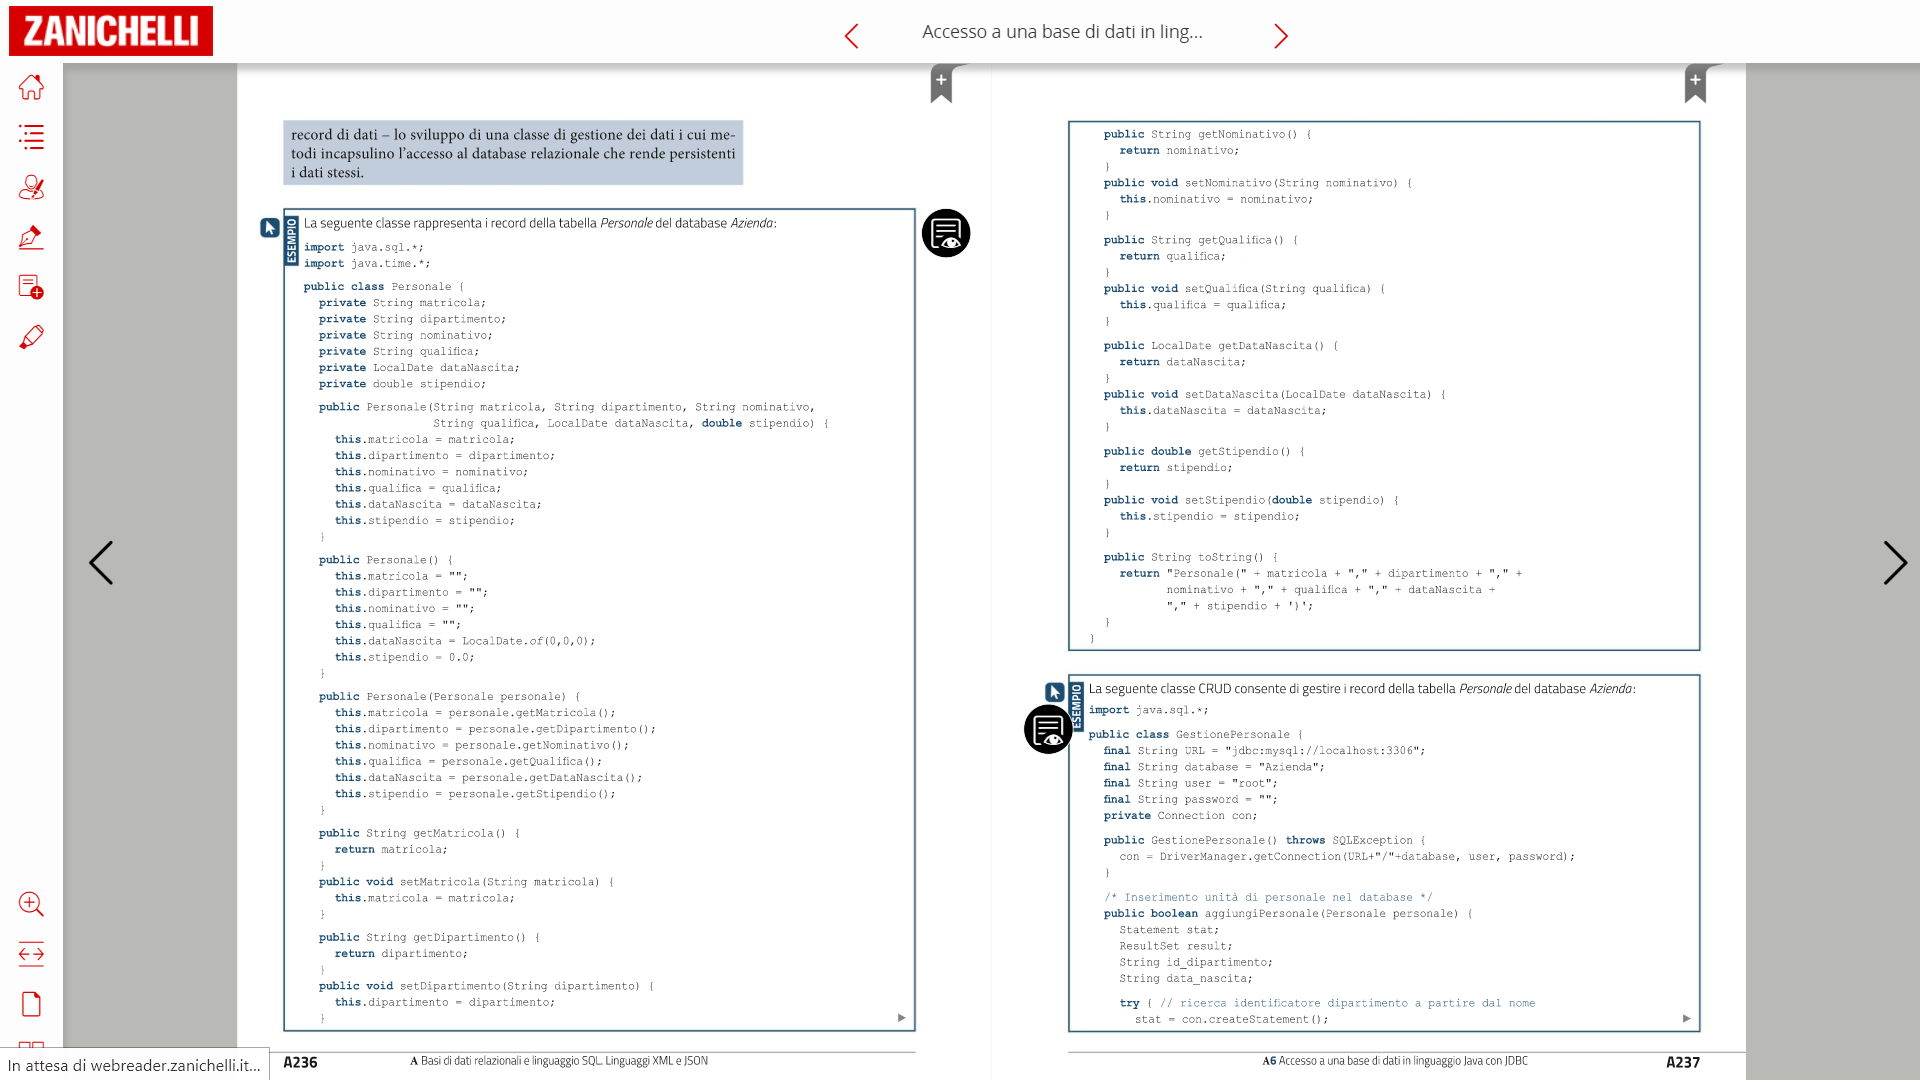 ZANICHELLI
Accesso a una base di dati in ling...
record di dati – lo sviluppo di una classe di gestione dei dati i cui me-
todi incapsulino l'accesso al database relazionale che rende persistenti
i dati stessi.
ESEMPIO
La seguente classe rappresenta i record della tabella Personale del database Azienda:
import java.sql.*;
import java.time.*;
public class Personale {
private String matricola;
private String dipartimento;
private String nominativo;
private String qualifica;
private LocalDate dataNascita;
private double stipendio;
public Personale(String matricola, String dipartimento, String nominativo,
String qualifica, LocalDate dataNascita, double stipendio) {
this.matricola = matricola;
this.dipartimento = dipartimento;
this.nominativo = nominativo;
this.qualifica = qualifica;
this.dataNascita = dataNascita;
this.stipendio = stipendio;
}
public Personale() {
this.matricola = "";
this.dipartimento = "";
this.nominativo = "";
this.qualifica = "";
this.dataNascita = LocalDate.of(0,0,0);
this.stipendio = 0.0;
}
public Personale(Personale personale) {
this.matricola = personale.getMatricola();
this.dipartimento = personale.getDipartimento();
this.nominativo = personale.getNominativo();
this.qualifica = personale.getQualifica();
this.dataNascita = personale.getDataNascita();
this.stipendio = personale.getStipendio();
}
public String getMatricola() {
return matricola;
}
public void setMatricola(String matricola) {
this.matricola = matricola;
}
public String getDipartimento() {
return dipartimento;
}
public void setDipartimento(String dipartimento) {
this.dipartimento = dipartimento;
}
A236
A Basi di dati relazionali e linguaggio SQL. Linguaggi XML e JSON
public String getNominativo() {
return nominativo;
}
public void setNominativo(String nominativo) {
this.nominativo = nominativo;
}
public String getQualifica() {
return qualifica;
}
public void setQualifica(String qualifica) {
this.qualifica = qualifica;
}
public LocalDate getDataNascita() {
return dataNascita;
}
public void setDataNascita(LocalDate dataNascita) {
this.dataNascita = dataNascita;
}
public double getStipendio() {
return stipendio;
}
public void setStipendio(double stipendio) {
this.stipendio = stipendio;
}
public String toString() {
return "Personale(" + matricola + "," + dipartimento + "," +
nominativo + "," + qualifica + "," + dataNascita +
"," + stipendio + ')';
}
}
ESEMPIO
La seguente classe CRUD consente di gestire i record della tabella Personale del database Azienda:
import java.sql.*;
public class GestionePersonale {
final String URL = "jdbc:mysql://localhost:3306";
final String database = "Azienda";
final String user = "root";
final String password = "";
private Connection con;
public GestionePersonale() throws SQLException {
con = DriverManager.getConnection(URL+"/"+database, user, password);
}
/* Inserimento unità di personale nel database */
public boolean aggiungiPersonale(Personale personale) {
Statement stat;
ResultSet result;
String id_dipartimento;
String data_nascita;
try { // ricerca identificatore dipartimento a partire dal nome
stat = con.createStatement();
A6 Accesso a una base di dati in linguaggio Java con JDBC
A237
In attesa di webreader.zanichelli.it...